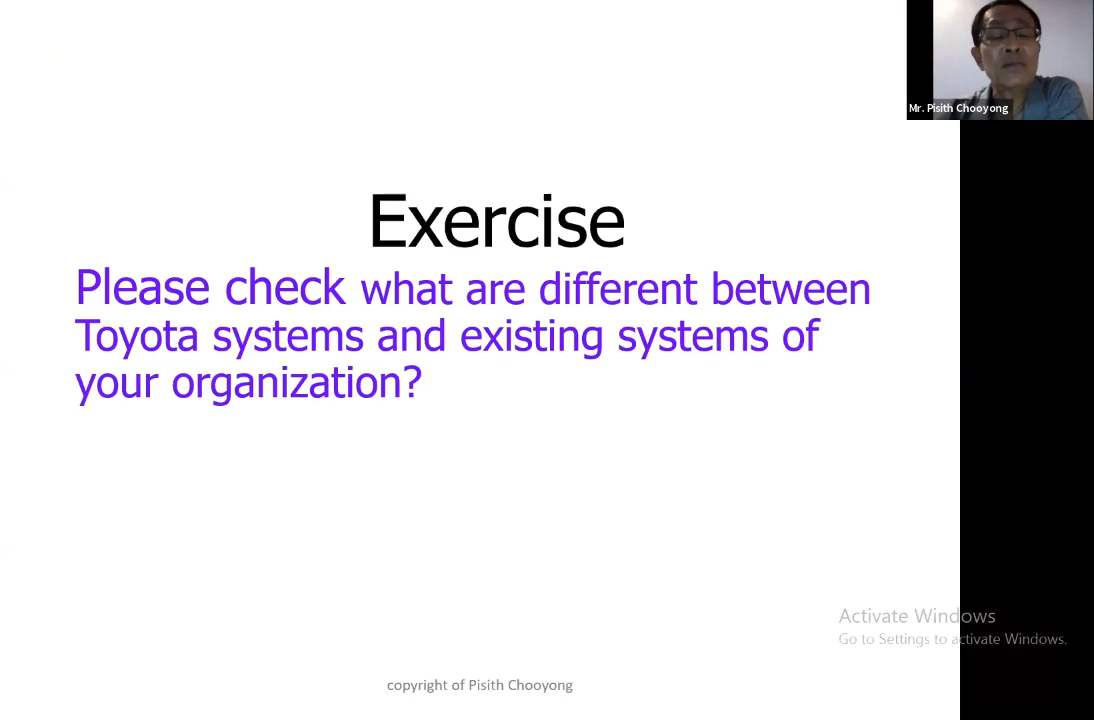 Mr. Pisith Chooyong
Exercise
Please check what are different between
Toyota systems and existing systems of
your organization?
Activate Windows
Go to Settings to activate Windows.
copyright of Pisith Chooyong